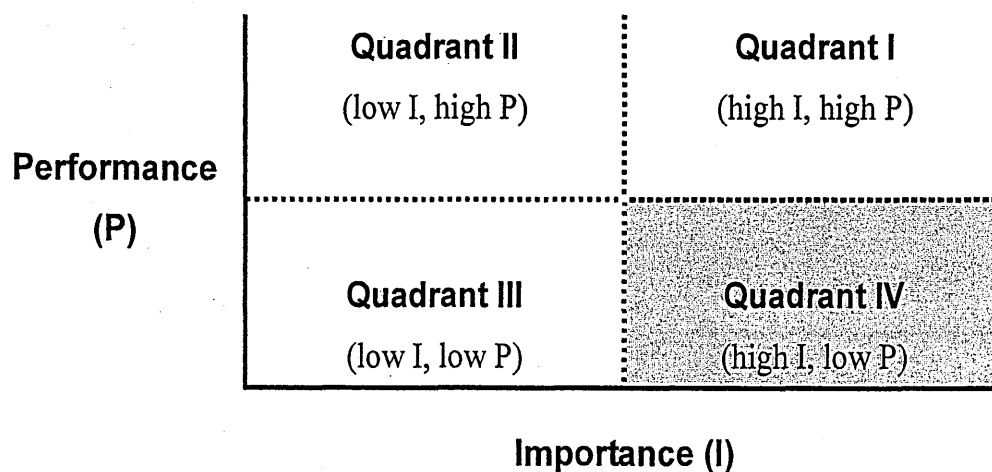 Quadrant II
(low I, high P)
Quadrant I
(high I, high P)
Performance
(P)
Quadrant III
(low I, low P)
Quadrant IV
(high I, low P)
Importance (I)